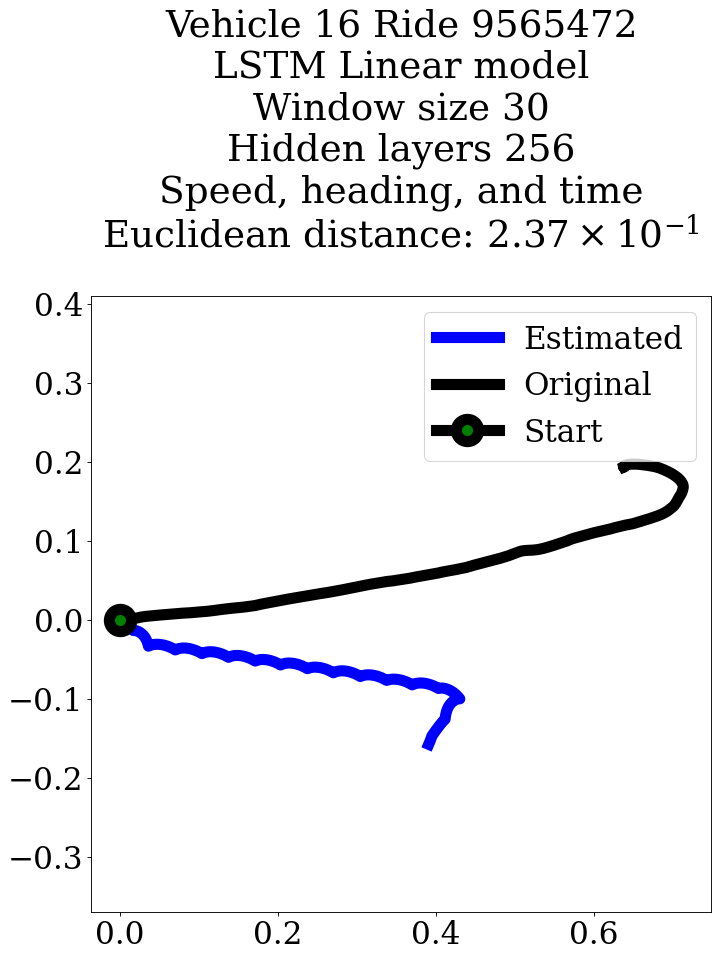 Vehicle 16 Ride 9565472
LSTM Linear model
Window size 30
Hidden layers 256
Speed, heading, and time
Euclidean distance: 2.37 × 10⁻¹
Estimated
Original
Start
0.4
0.3
0.2
0.1
0.0
−0.1
−0.2
−0.3
0.0 0.2 0.4 0.6